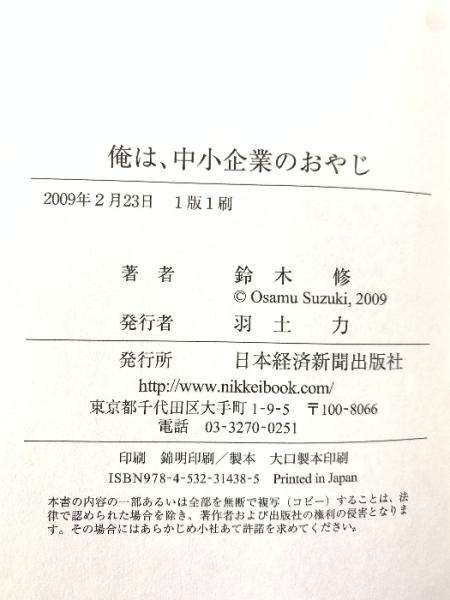 俺は、中小企業のおやじ
2009年2月23日 1版1刷
著者 鈴木 修
© Osamu Suzuki, 2009
発行者 羽土 力
発行所 日本経済新聞出版社
http://www.nikkeibook.com/
東京都千代田区大手町1-9-5 〒100-8066
電話 03-3270-0251
印刷 錦明印刷/製本 大口製本印刷
ISBN978-4-532-31438-5 Printed in Japan
本書の内容の一部あるいは全部を無断で複写(コピー)することは、法
律で認められた場合を除き、著作者および出版社の権利の侵害となりま
す。その場合にはあらかじめ小社あて許諾を求めてください。